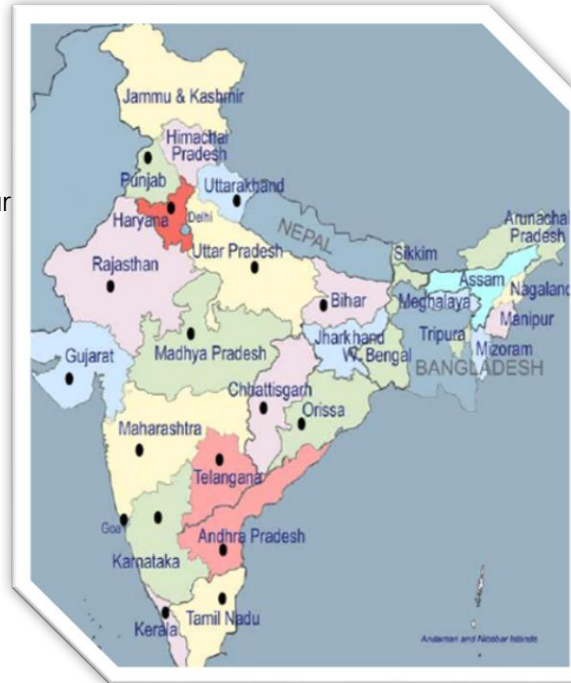 Jammu & Kashmir
Himachal
Pradesh
Punjab
Uttarakhand
ur
Haryana
Delhi
NEPAL
Arunachal
Pradesh
Sikkim
Uttar Pradesh
Rajasthan
Assam
Nagaland
Bihar
Meghalaya
Manipur
Jharkhand
Tripura
Mizoram
Gujarat
Madhya Pradesh
W. Bengal
BANGLADESH
Chhattisgarh
Orissa
Maharashtra
Telangana
Goa
Andhra Pradesh
Karnataka
Tamil Nadu
Kerala
Andaman and Nicobar Islands